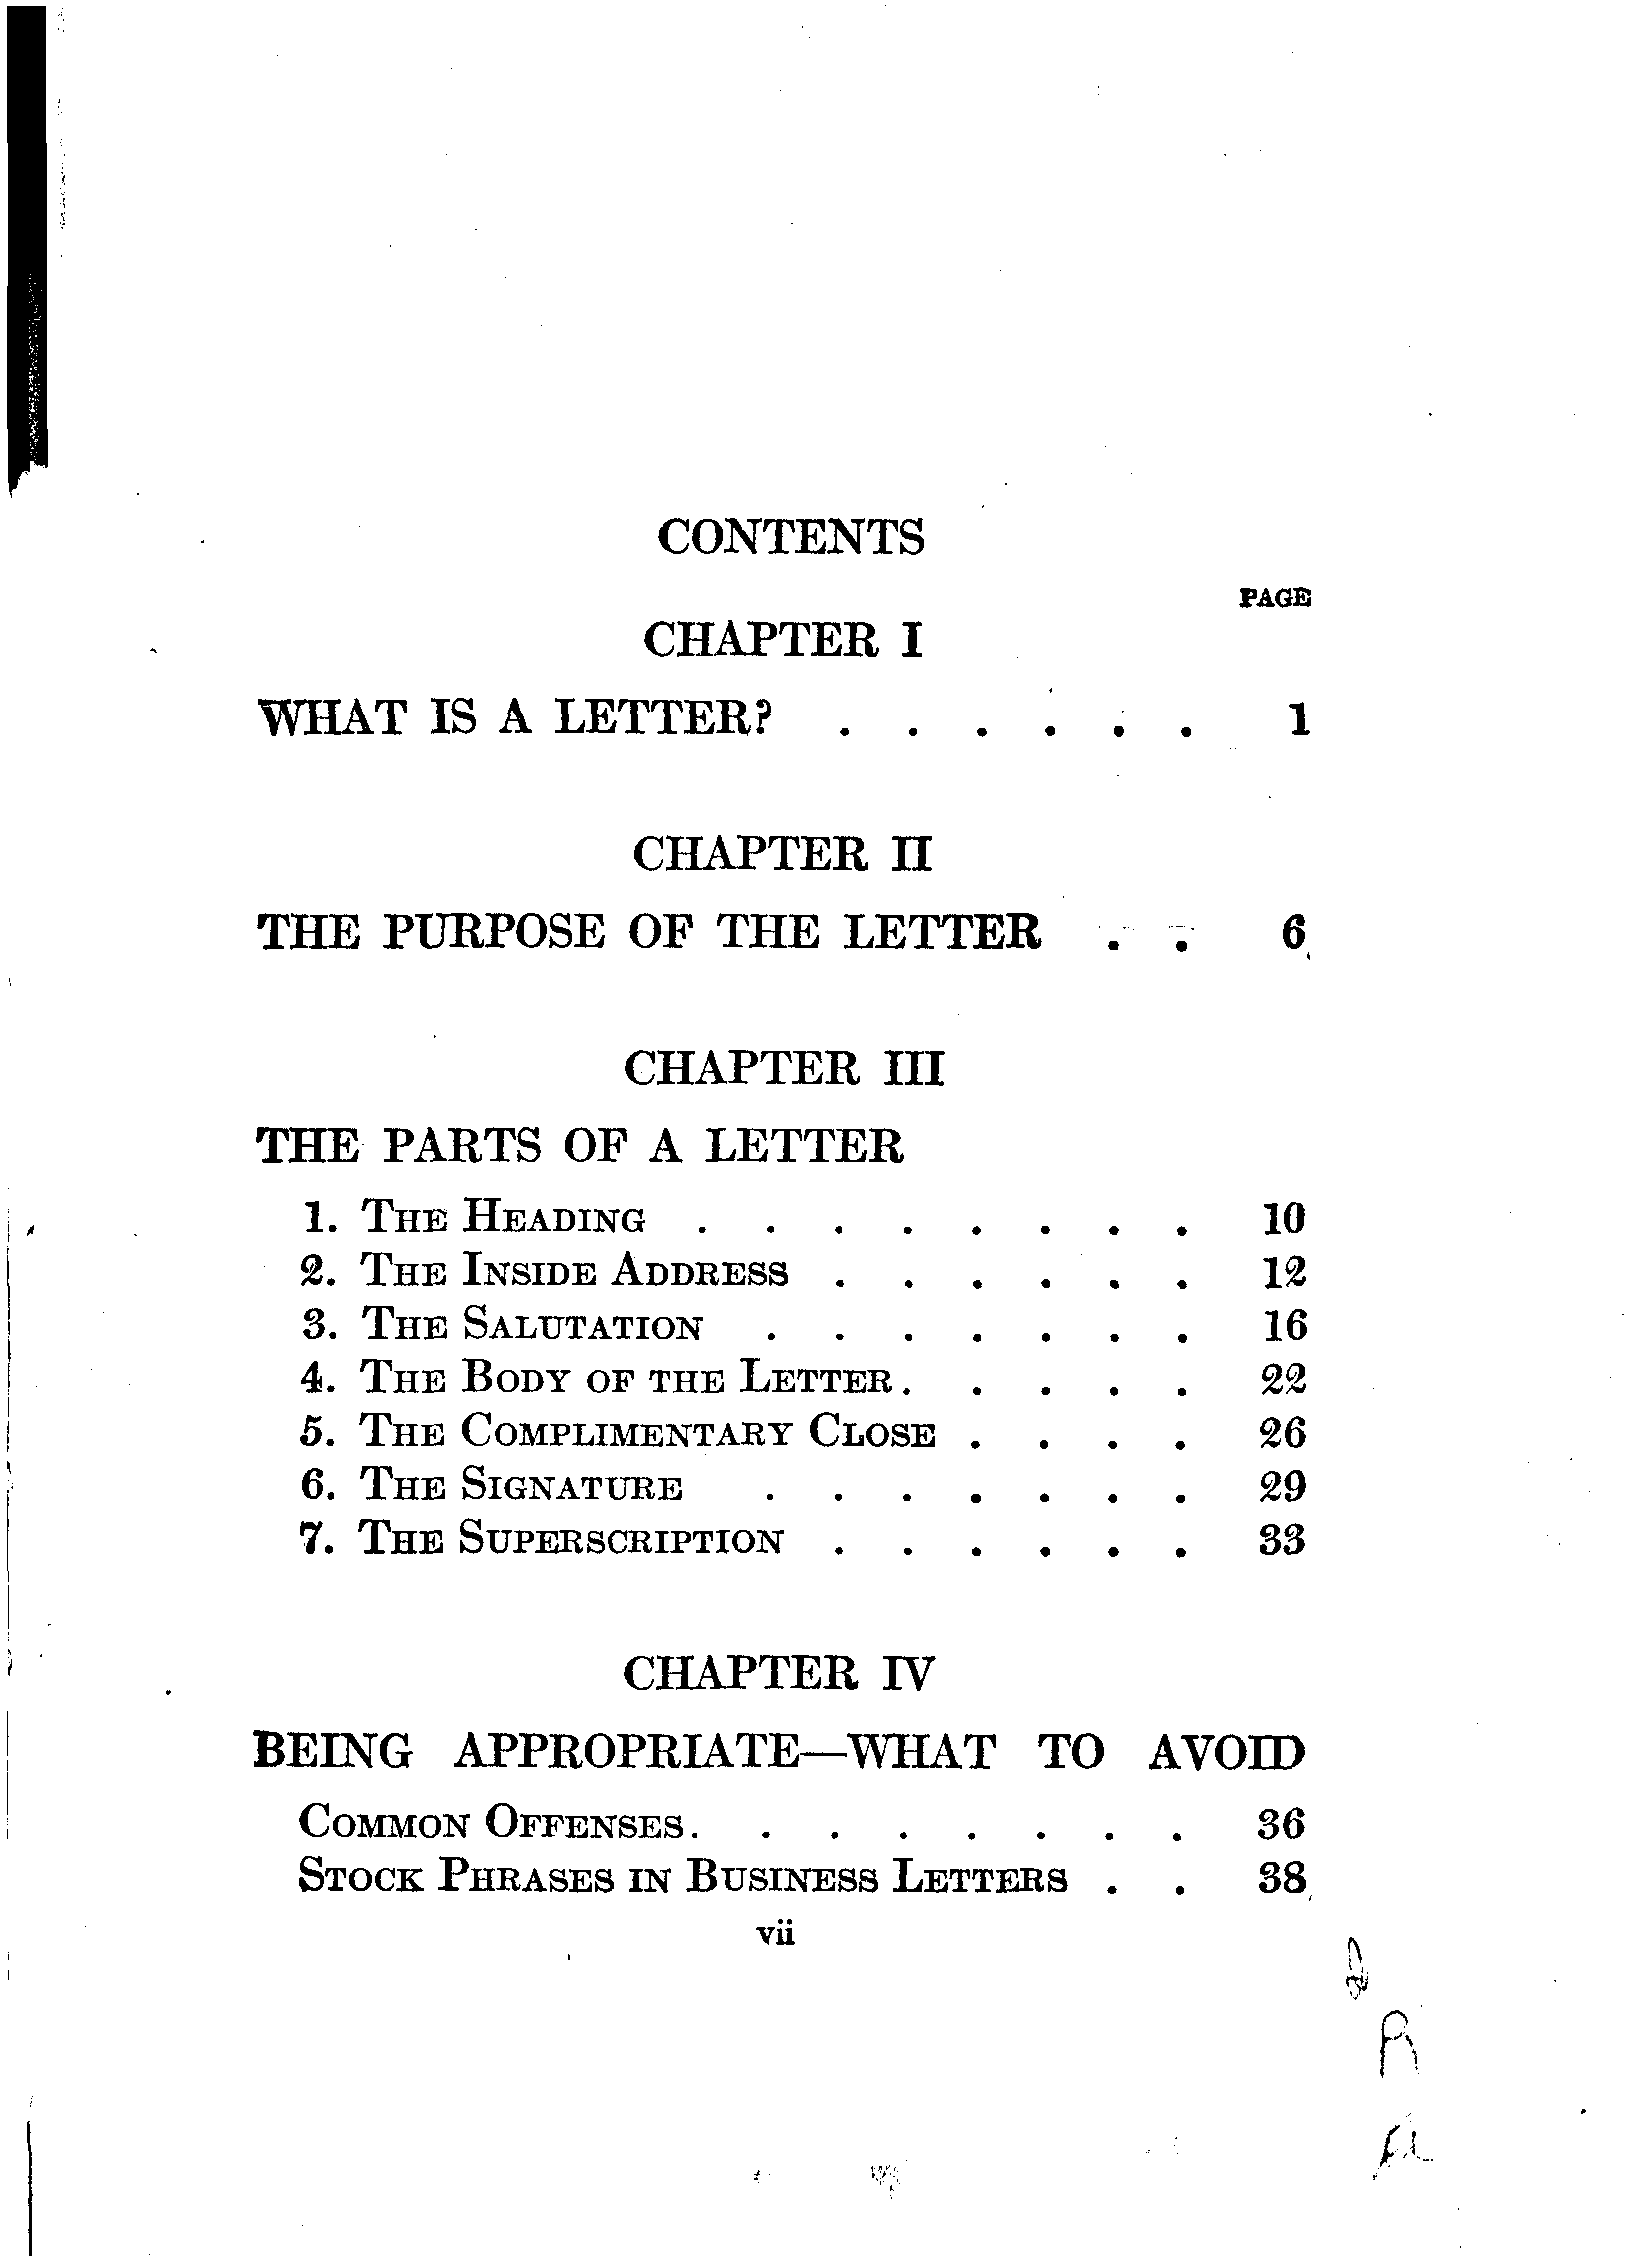 CONTENTS
PAGE
CHAPTER I
WHAT IS A LETTER? . . . . . . 1
CHAPTER II
THE PURPOSE OF THE LETTER . . 6
CHAPTER III
THE PARTS OF A LETTER
1. THE HEADING . . . . . . . . 10
2. THE INSIDE ADDRESS . . . . . . 12
3. THE SALUTATION . . . . . . . 16
4. THE BODY OF THE LETTER . . . . . 22
5. THE COMPLIMENTARY CLOSE . . . . 26
6. THE SIGNATURE . . . . . . . 29
7. THE SUPERSCRIPTION . . . . . . 33
CHAPTER IV
BEING APPROPRIATE—WHAT TO AVOID
COMMON OFFENSES . . . . . . . . 36
STOCK PHRASES IN BUSINESS LETTERS . . 38
vii